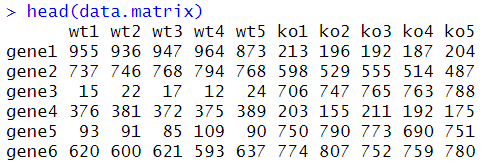 > head(data.matrix)
wt1 wt2 wt3 wt4 wt5 ko1 ko2 ko3 ko4 ko5
gene1 955 936 947 964 873 213 196 192 187 204
gene2 737 746 768 794 768 598 529 555 514 487
gene3 15 22 17 12 24 706 747 765 763 788
gene4 376 381 372 375 389 203 155 211 192 175
gene5 93 91 85 109 90 750 790 773 690 751
gene6 620 600 621 593 637 774 807 752 759 780